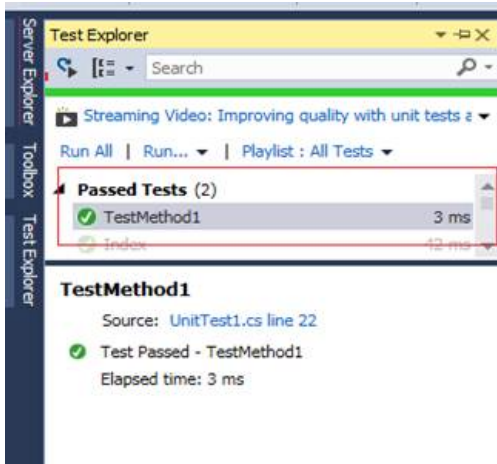 Server Explorer
Toolbox
Test Explorer
Test Explorer
Search
Streaming Video: Improving quality with unit tests a
Run All | Run... | Playlist : All Tests
Passed Tests (2)
TestMethod1 3 ms
Index 42 ms
TestMethod1
Source: UnitTest1.cs line 22
Test Passed - TestMethod1
Elapsed time: 3 ms